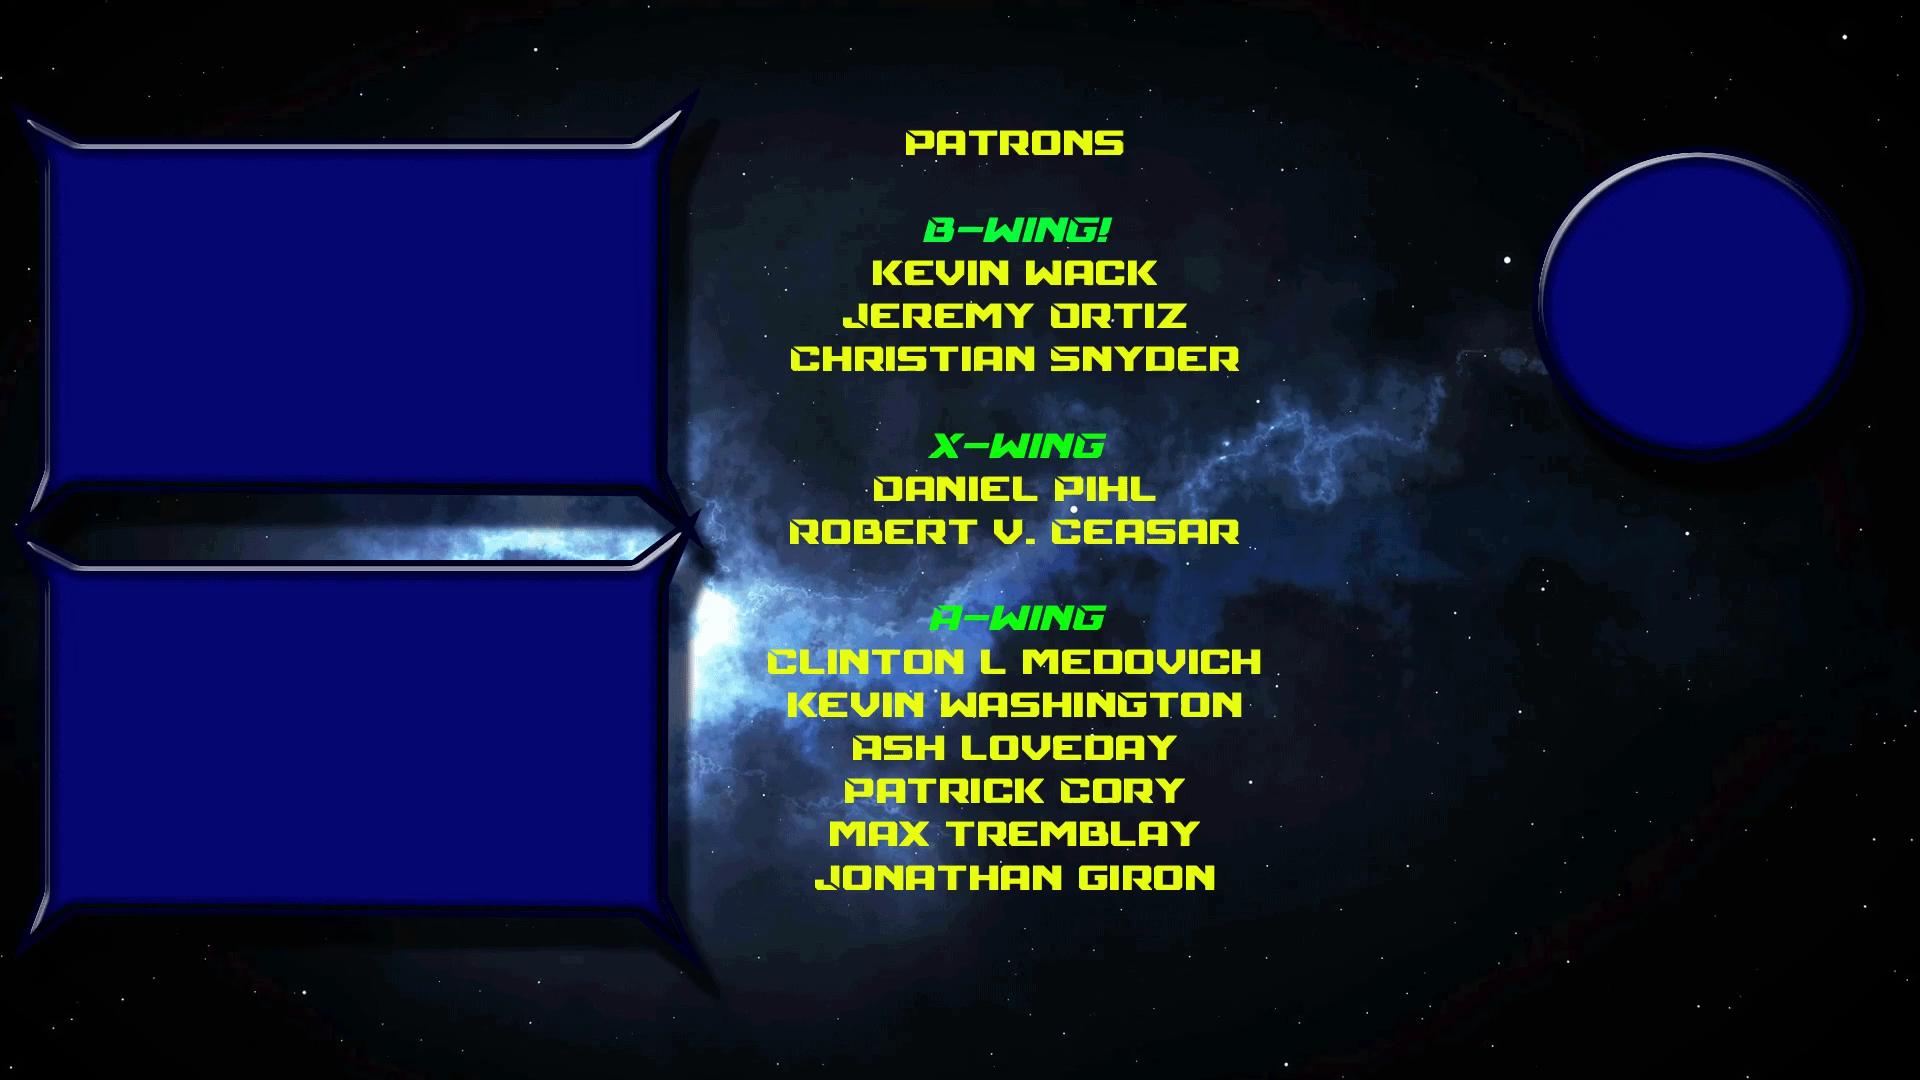 PATRONS
B-WING!
KEVIN WACK
JEREMY ORTIZ
CHRISTIAN SNYDER
X-WING
DANIEL PIHL
ROBERT V. CEASAR
A-WING
CLINTON L MEDOVICH
KEVIN WASHINGTON
ASH LOVEDAY
PATRICK CORY
MAX TREMBLAY
JONATHAN GIRON